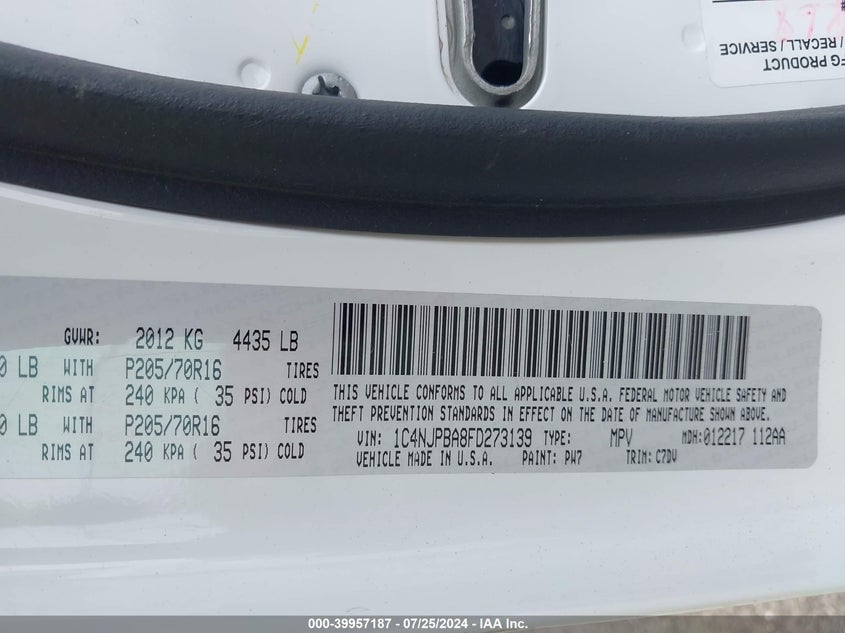 FG PRODUCT
/ RECALL / SERVICE
GVWR: 2012 KG 4435 LB
0 LB WITH P205/70R16 TIRES
RIMS AT 240 KPA ( 35 PSI) COLD
0 LB WITH P205/70R16 TIRES
RIMS AT 240 KPA ( 35 PSI) COLD
THIS VEHICLE CONFORMS TO ALL APPLICABLE U.S.A. FEDERAL MOTOR VEHICLE SAFETY AND
THEFT PREVENTION STANDARDS IN EFFECT ON THE DATE OF MANUFACTURE SHOWN ABOVE.
VIN: 1C4NJPBA8FD273139 TYPE: MPV MDH:012217 112AA
VEHICLE MADE IN U.S.A. PAINT: PW7 TRIM: C7DV
000-39957187 - 07/25/2024 - IAA Inc.